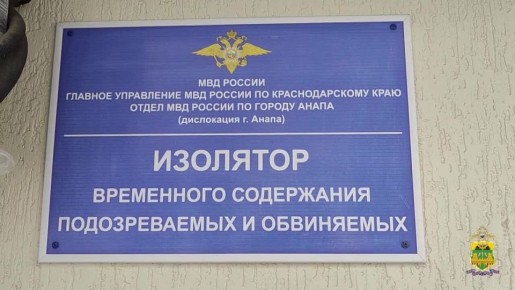 МВД РОССИИ
ГЛАВНОЕ УПРАВЛЕНИЕ МВД РОССИИ ПО КРАСНОДАРСКОМУ КРАЮ
ОТДЕЛ МВД РОССИИ ПО ГОРОДУ АНАПА
(дислокация г. Анапа)
ИЗОЛЯТОР
ВРЕМЕННОГО СОДЕРЖАНИЯ
ПОДОЗРЕВАЕМЫХ И ОБВИНЯЕМЫХ